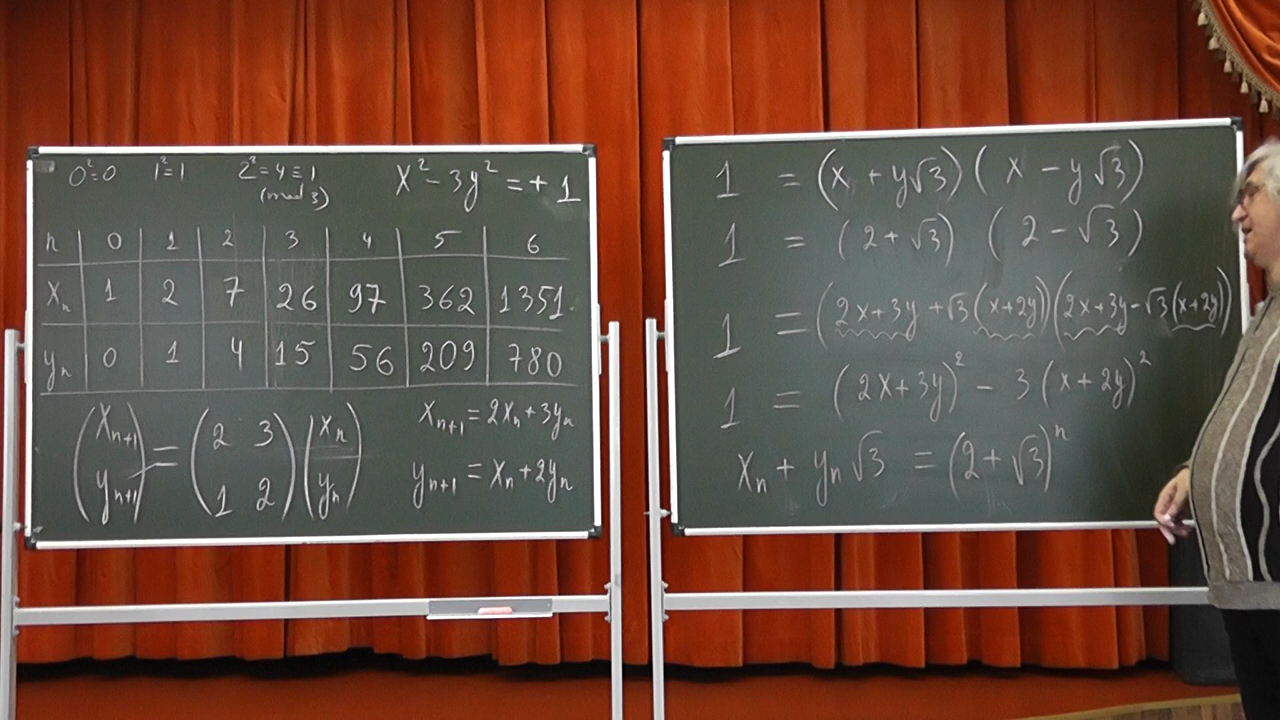 0²=0 1²=1 2²=4≡1 (mod 3) x²-3y²=+1
n 0 1 2 3 4 5 6
Xn 1 2 7 26 97 362 1351
yn 0 1 4 15 56 209 780
(Xn+1 yn+1) = (2 3 1 2) (Xn yn)
Xn+1 = 2Xn + 3yn
yn+1 = Xn + 2yn
1 = (x + y√3) (x - y√3)
1 = (2 + √3) (2 - √3)
1 = (2x+3y + √3(x+2y))(2x+3y - √3(x+2y))
1 = (2x+3y)² - 3(x+2y)²
Xn + yn√3 = (2+√3)ⁿ